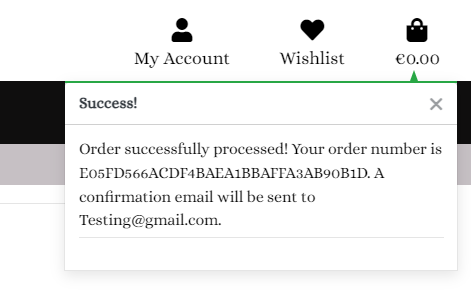 My Account Wishlist €0.00
Success! ×
Order successfully processed! Your order number is
E05FD566ACDF4BAEA1BBAFFA3AB90B1D. A
confirmation email will be sent to
Testing@gmail.com.